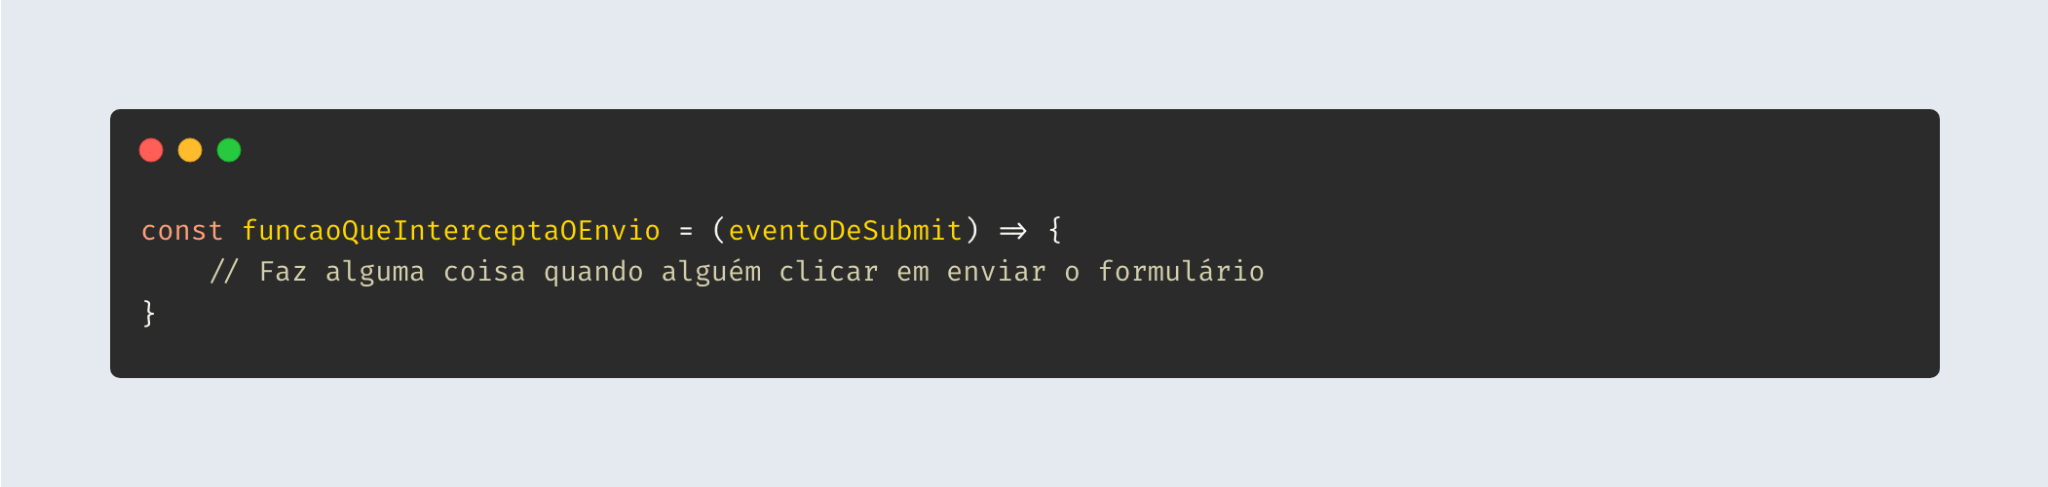 const funcaoQueInterceptaOEnvio = (eventoDeSubmit) => {
// Faz alguma coisa quando alguém clicar em enviar o formulário
}